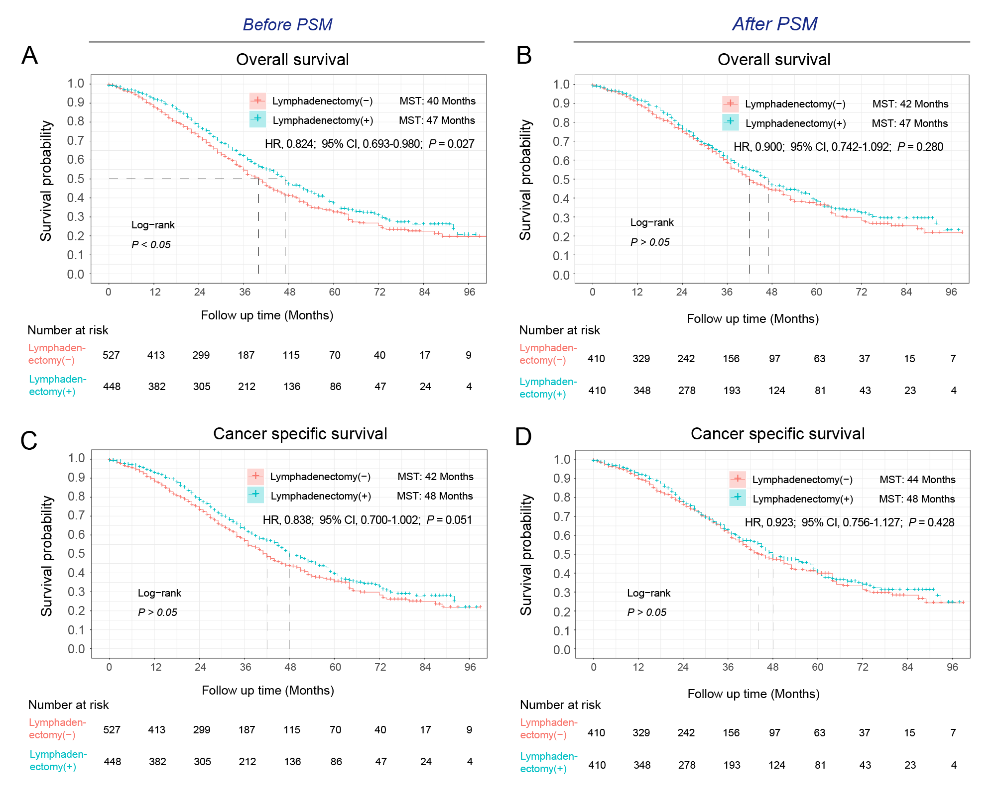 Before PSM
After PSM
A
Overall survival
1.0
0.9
0.8
0.7
0.6
0.5
0.4
0.3
0.2
0.1
0.0
Survival probability
Lymphadenectomy(−) MST: 40 Months
Lymphadenectomy(+) MST: 47 Months
HR, 0.824; 95% CI, 0.693-0.980; P = 0.027
Log−rank
P < 0.05
0 12 24 36 48 60 72 84 96
Follow up time (Months)
Number at risk
Lymphaden-
ectomy(−)
527 413 299 187 115 70 40 17 9
Lymphaden-
ectomy(+)
448 382 305 212 136 86 47 24 4
B
Overall survival
1.0
0.9
0.8
0.7
0.6
0.5
0.4
0.3
0.2
0.1
0.0
Survival probability
Lymphadenectomy(−) MST: 42 Months
Lymphadenectomy(+) MST: 47 Months
HR, 0.900; 95% CI, 0.742-1.092; P = 0.280
Log−rank
P > 0.05
0 12 24 36 48 60 72 84 96
Follow up time (Months)
Number at risk
Lymphaden-
ectomy(−)
410 329 242 156 97 63 37 15 7
Lymphaden-
ectomy(+)
410 348 278 193 124 81 43 23 4
C
Cancer specific survival
1.0
0.9
0.8
0.7
0.6
0.5
0.4
0.3
0.2
0.1
0.0
Survival probability
Lymphadenectomy(−) MST: 42 Months
Lymphadenectomy(+) MST: 48 Months
HR, 0.838; 95% CI, 0.700-1.002; P = 0.051
Log−rank
P > 0.05
0 12 24 36 48 60 72 84 96
Follow up time (Months)
Number at risk
Lymphaden-
ectomy(−)
527 413 299 187 115 70 40 17 9
Lymphaden-
ectomy(+)
448 382 305 212 136 86 47 24 4
D
Cancer specific survival
1.0
0.9
0.8
0.7
0.6
0.5
0.4
0.3
0.2
0.1
0.0
Survival probability
Lymphadenectomy(−) MST: 44 Months
Lymphadenectomy(+) MST: 48 Months
HR, 0.923; 95% CI, 0.756-1.127; P = 0.428
Log−rank
P > 0.05
0 12 24 36 48 60 72 84 96
Follow up time (Months)
Number at risk
Lymphaden-
ectomy(−)
410 329 242 156 97 63 37 15 7
Lymphaden-
ectomy(+)
410 348 278 193 124 81 43 23 4